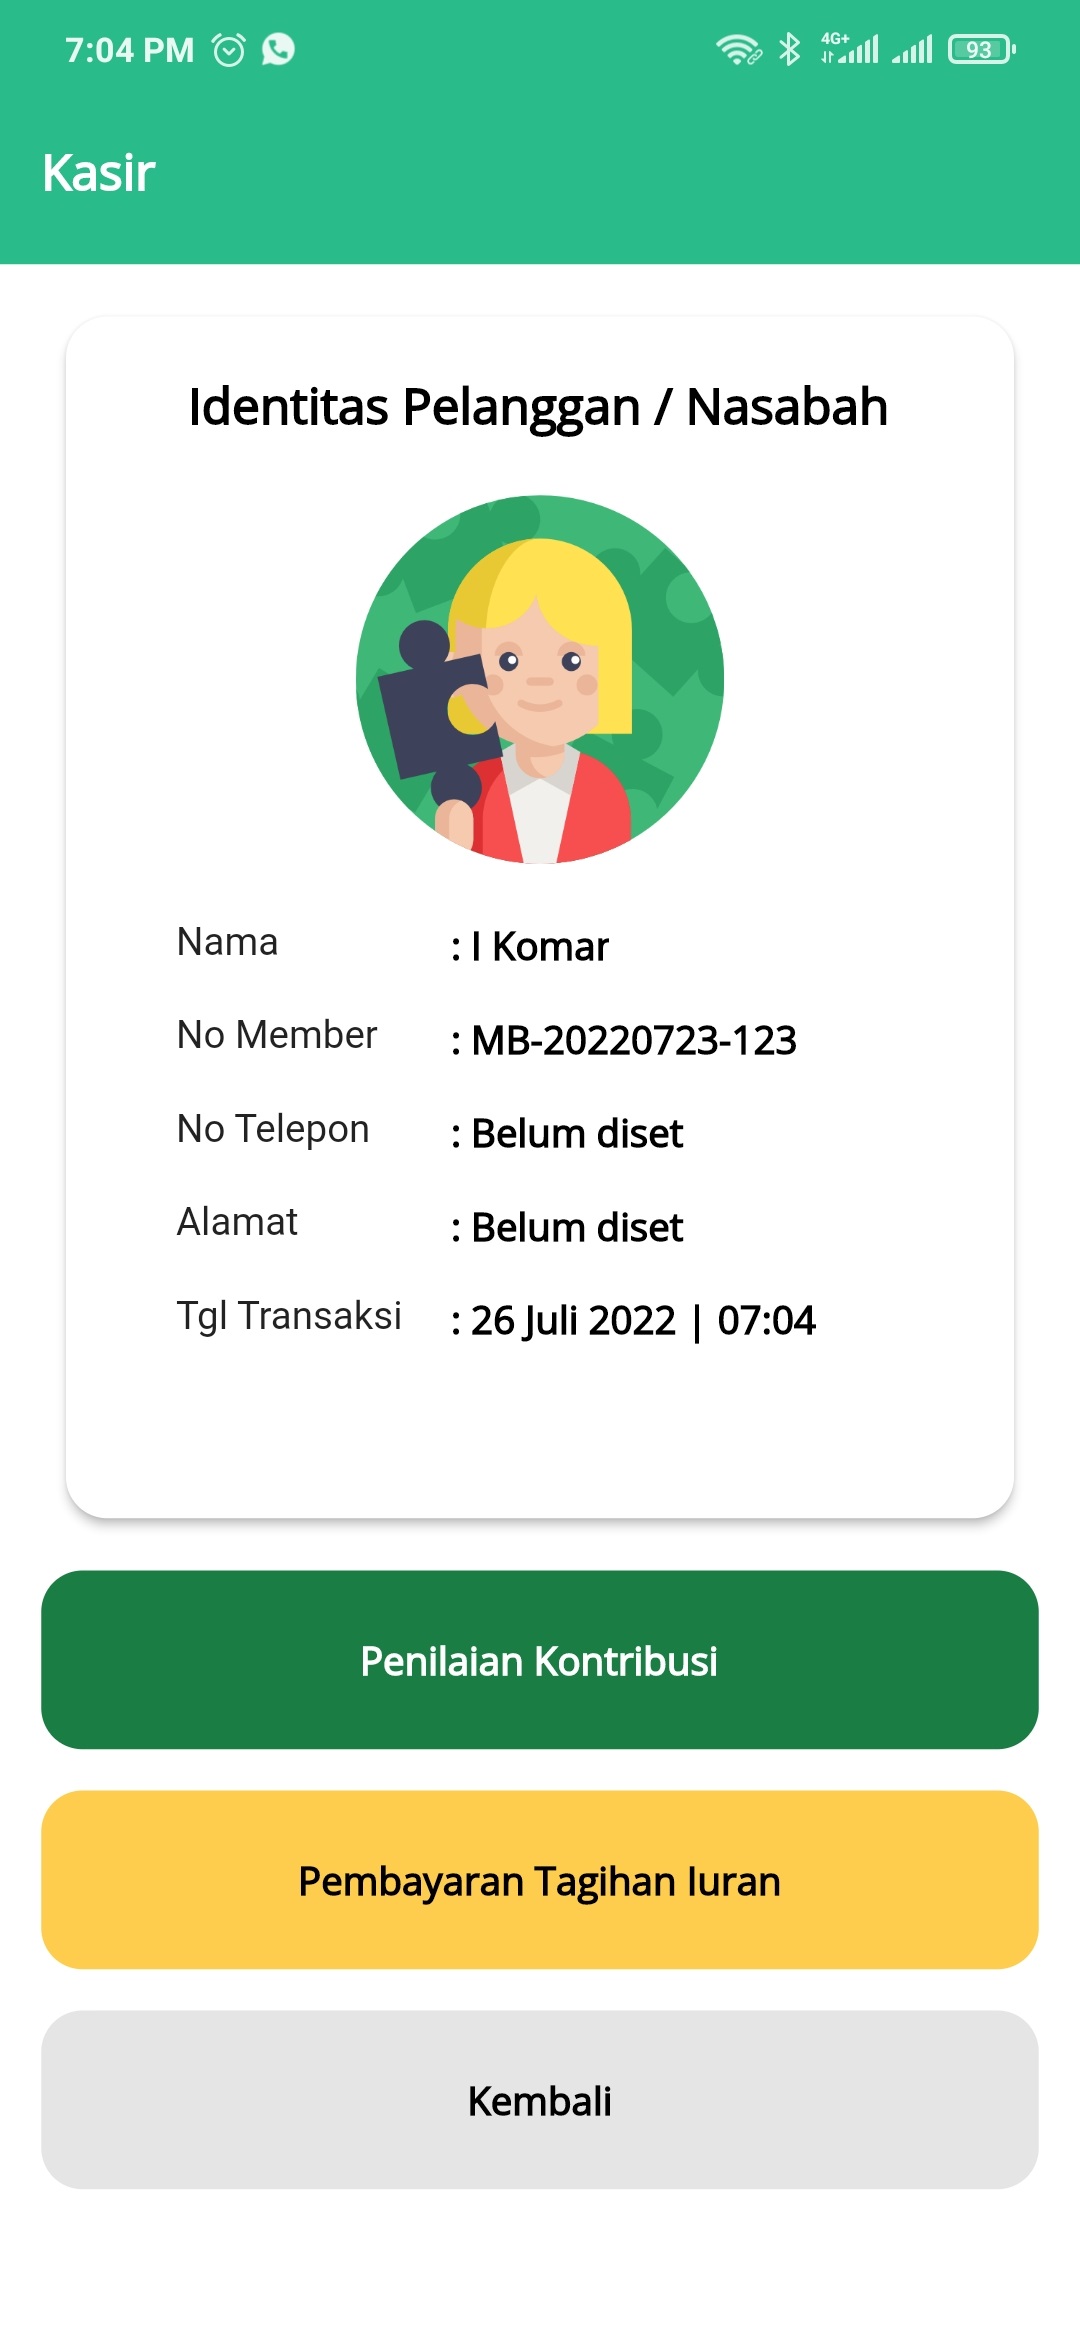 7:04 PM
4G+
93
Kasir
Identitas Pelanggan / Nasabah
Nama : I Komar
No Member : MB-20220723-123
No Telepon : Belum diset
Alamat : Belum diset
Tgl Transaksi : 26 Juli 2022 | 07:04
Penilaian Kontribusi
Pembayaran Tagihan Iuran
Kembali